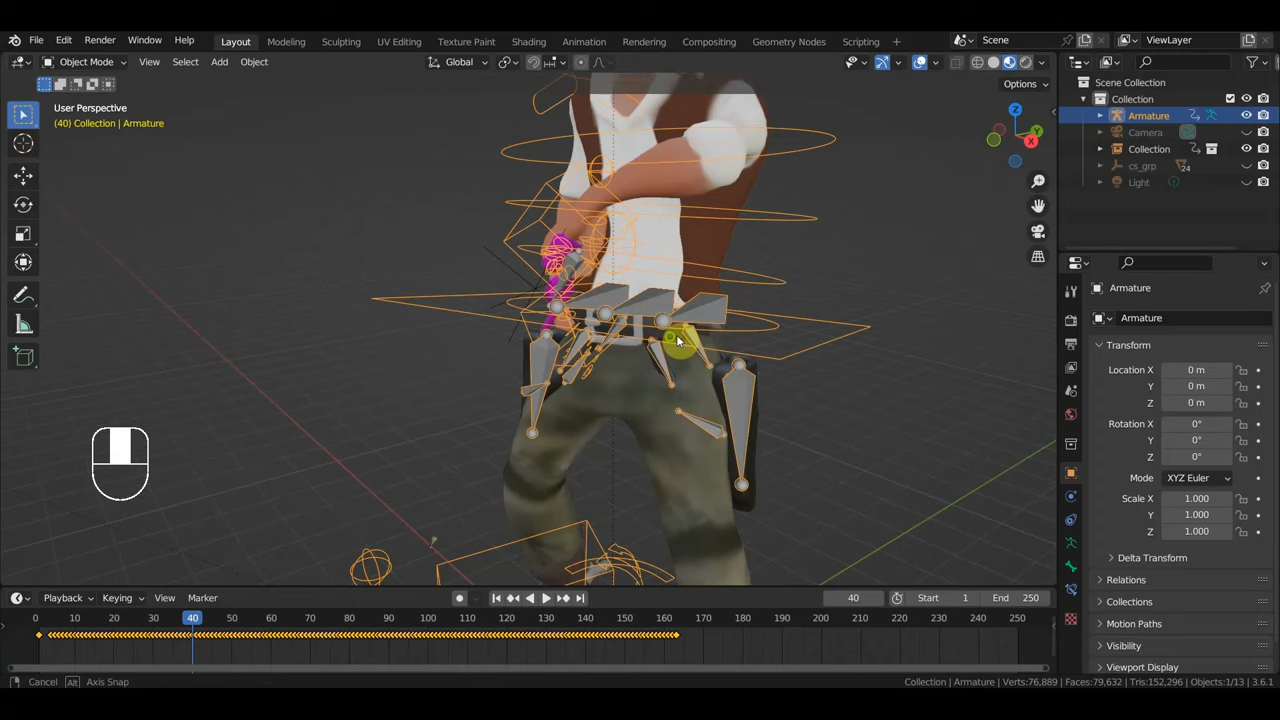 File Edit Render Window Help Layout Modeling Sculpting UV Editing Texture Paint Shading Animation Rendering Compositing Geometry Nodes Scripting + Scene ViewLayer
Object Mode View Select Add Object Global Options
User Perspective
(40) Collection | Armature
Z
Y
X
Scene Collection
Collection
Armature
Camera
Collection
cs_grp 24
Light
Armature
Armature
Transform
Location X 0 m
Y 0 m
Z 0 m
Rotation X 0°
Y 0°
Z 0°
Mode XYZ Euler
Scale X 1.000
Y 1.000
Z 1.000
Delta Transform
Relations
Collections
Motion Paths
Visibility
Viewport Display
Playback Keying View Marker 40 Start 1 End 250
0 10 20 30 40 50 60 70 80 90 100 110 120 130 140 150 160 170 180 190 200 210 220 230 240 250
Cancel Alt Axis Snap Collection | Armature | Verts:76,889 | Faces:79,632 | Tris:152,296 | Objects:1/13 | 3.6.1